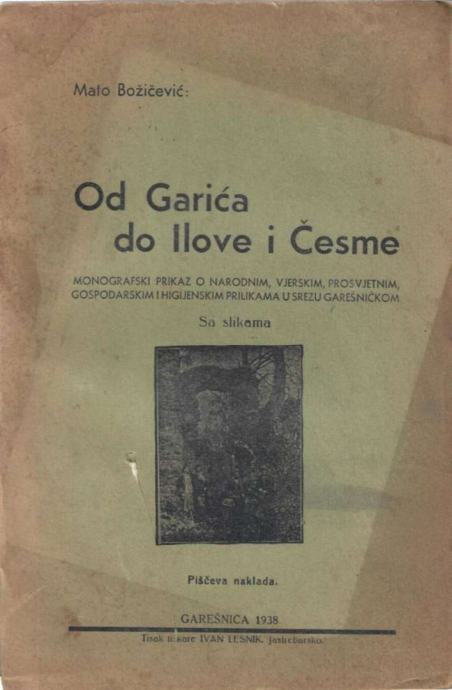 Mato Božičević:
Od Garića
do Ilove i Česme
MONOGRAFSKI PRIKAZ O NARODNIM, VJERSKIM, PROSVJETNIM,
GOSPODARSKIM I HIGIJENSKIM PRILIKAMA U SREZU GAREŠNIČKOM
Sa slikama
Piščeva naklada.
GAREŠNICA 1938
Tisak tiskare IVAN LESNIK, Jastrebarsko.